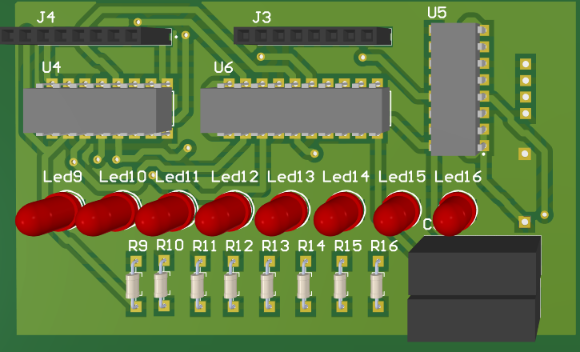 J4 J3 U5
U4 U6
Led9 Led10 Led11 Led12 Led13 Led14 Led15 Led16
C
R9 R10 R11 R12 R13 R14 R15 R16